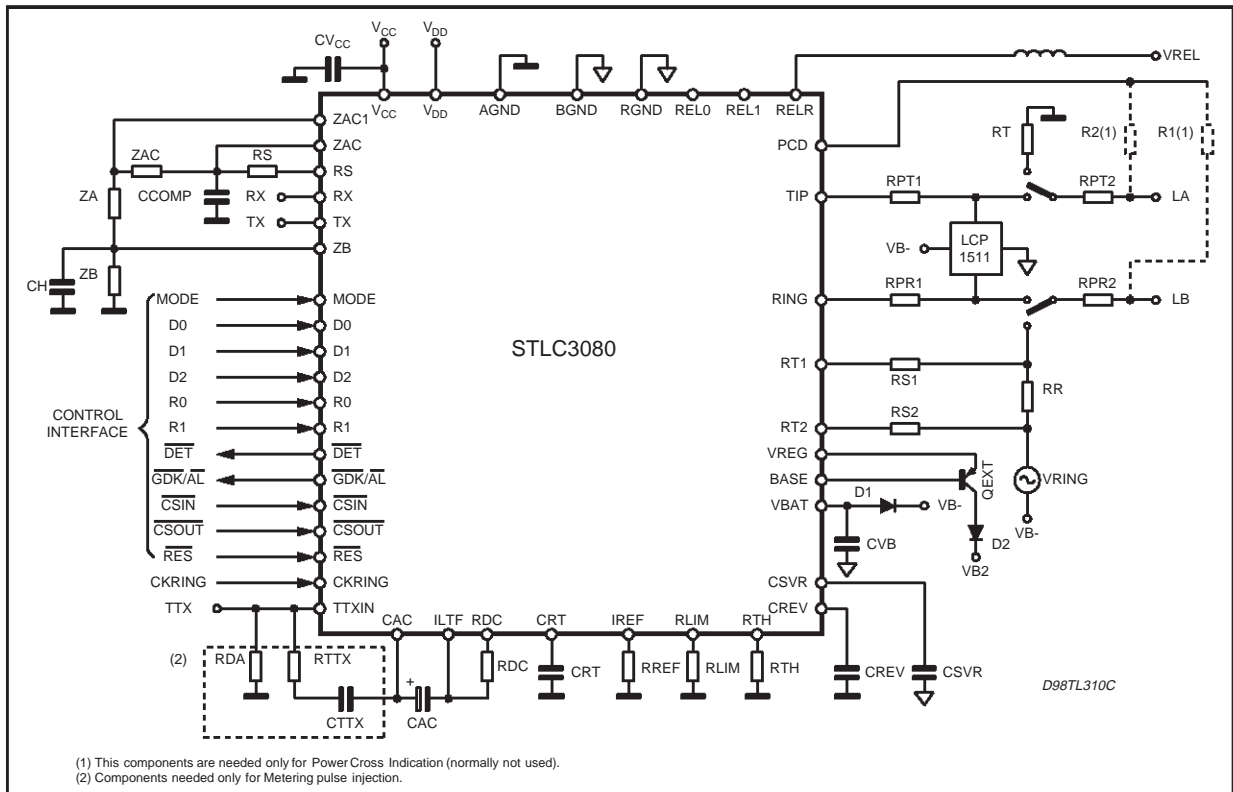 CVCC
VCC
VDD
VREL
VCC
VDD
AGND
BGND
RGND
REL0
REL1
RELR
ZAC1
ZAC
RS
RX
TX
ZB
ZAC
RS
ZA
CCOMP
RX
TX
CH
ZB
PCD
TIP
RING
RT1
RT2
VREG
BASE
VBAT
CSVR
CREV
RT
R2(1)
R1(1)
RPT1
RPT2
LA
VB-
LCP
1511
RPR1
RPR2
LB
RS1
RR
RS2
QEXT
VRING
VB-
D1
VB-
CVB
D2
VB2
STLC3080
CONTROL
INTERFACE
MODE
MODE
D0
D0
D1
D1
D2
D2
R0
R0
R1
R1
DET
DET
GDK/AL
GDK/AL
CSIN
CSIN
CSOUT
CSOUT
RES
RES
CKRING
CKRING
TTX
TTXIN
CAC
ILTF
RDC
CRT
IREF
RLIM
RTH
(2)
RDA
RTTX
CTTX
+
CAC
RDC
CRT
RREF
RLIM
RTH
CREV
CSVR
D98TL310C
(1) This components are needed only for Power Cross Indication (normally not used).
(2) Components needed only for Metering pulse injection.